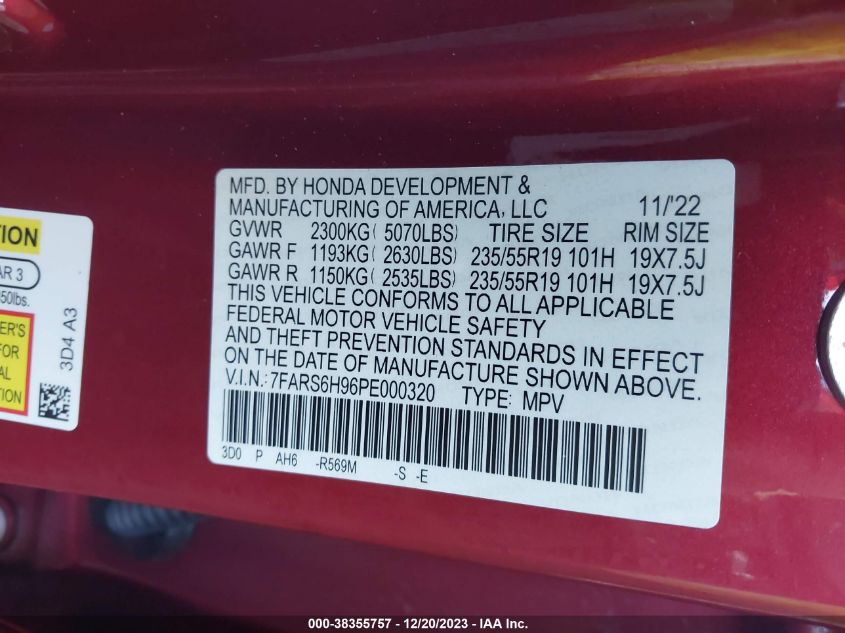 MFD. BY HONDA DEVELOPMENT &
MANUFACTURING OF AMERICA, LLC 11/'22
GVWR 2300KG( 5070LBS) TIRE SIZE RIM SIZE
GAWR F 1193KG( 2630LBS) 235/55R19 101H 19X7.5J
GAWR R 1150KG( 2535LBS) 235/55R19 101H 19X7.5J
THIS VEHICLE CONFORMS TO ALL APPLICABLE
FEDERAL MOTOR VEHICLE SAFETY
AND THEFT PREVENTION STANDARDS IN EFFECT
ON THE DATE OF MANUFACTURE SHOWN ABOVE.
V.I.N.: 7FARS6H96PE000320 TYPE: MPV
3D0 P AH6 -R569M -S -E
TION
AR 3
50lbs.
ER'S
FOR
AL
TION
3D4 A3
000-38355757 - 12/20/2023 - IAA Inc.